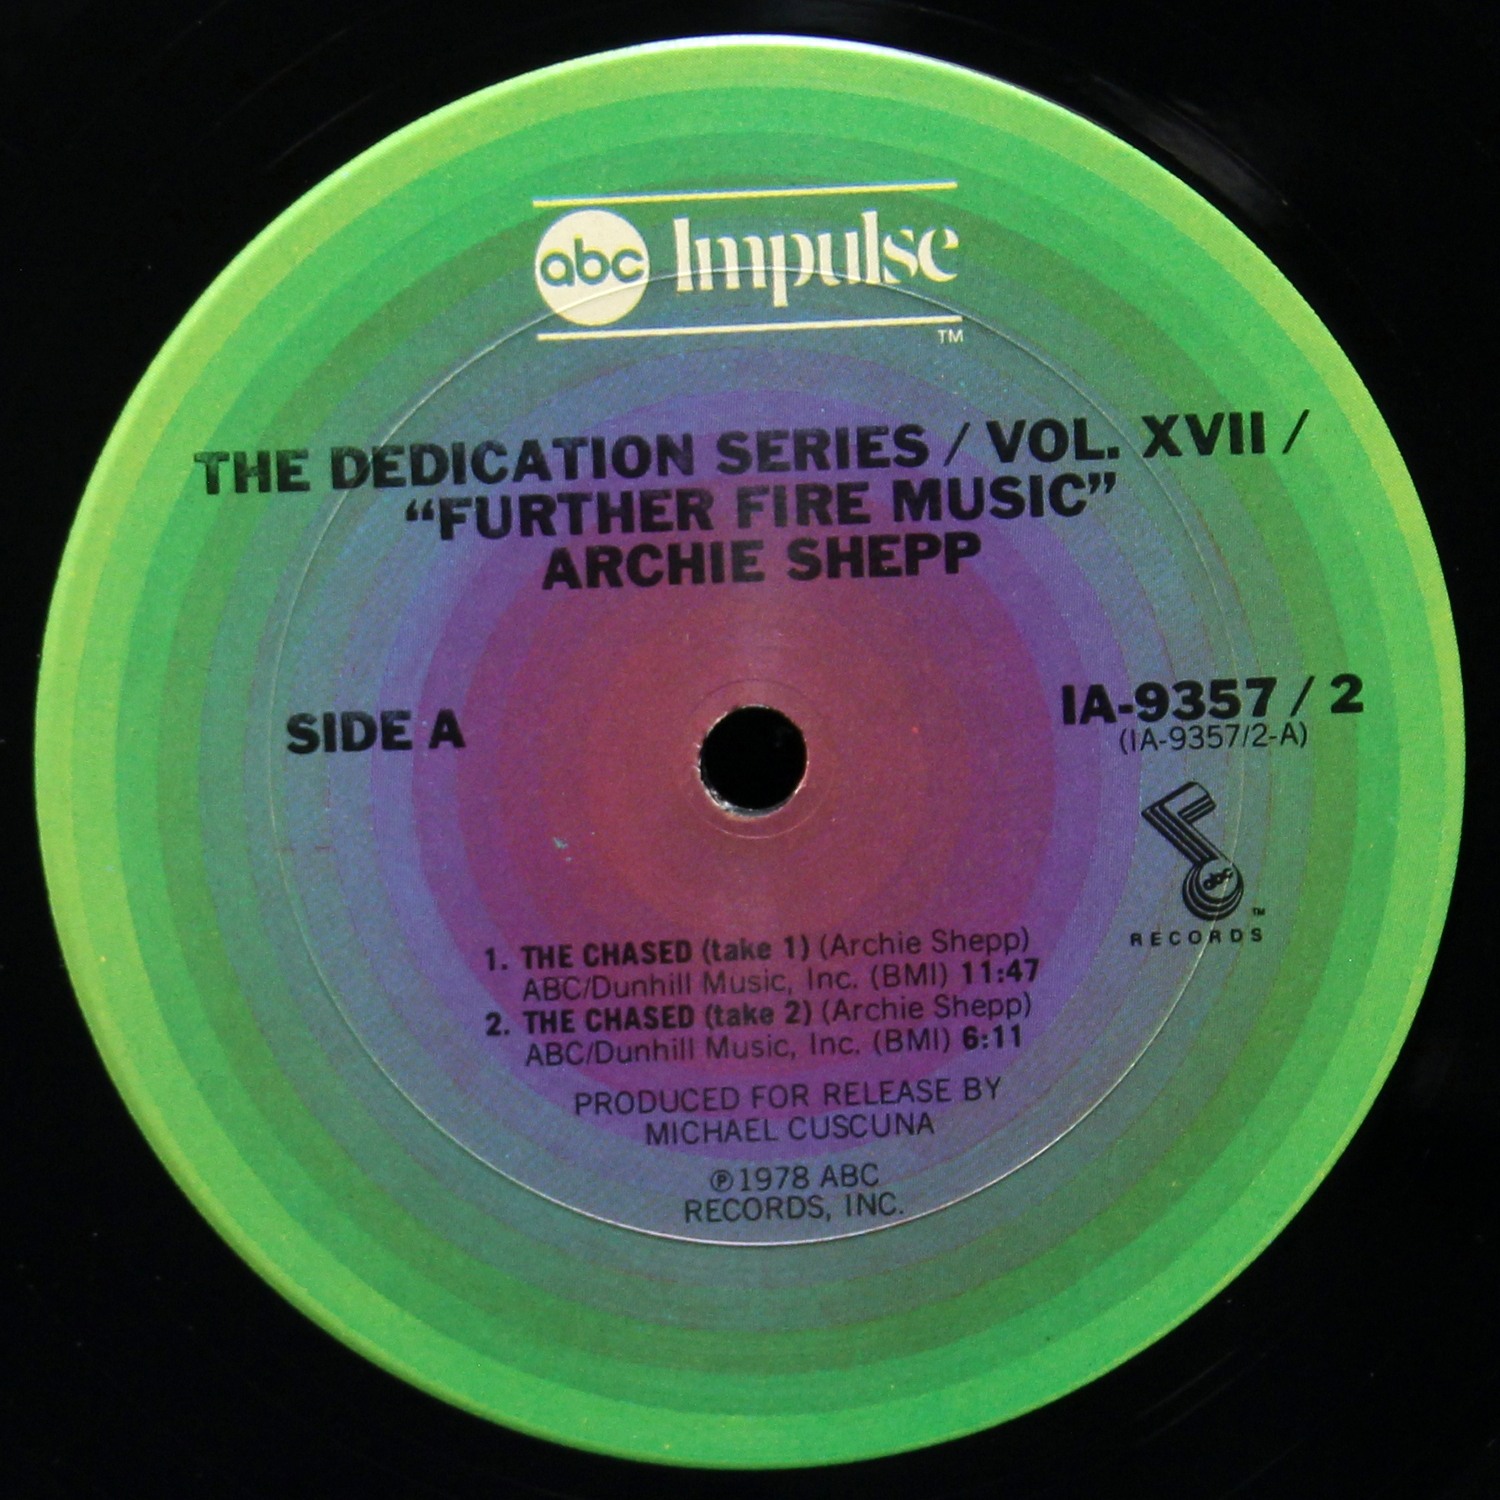 abc Impulse
TM
THE DEDICATION SERIES / VOL. XVII /
“FURTHER FIRE MUSIC”
ARCHIE SHEPP
SIDE A
IA-9357 / 2
(IA-9357/2-A)
abc
TM
RECORDS
1. THE CHASED (take 1) (Archie Shepp)
ABC/Dunhill Music, Inc. (BMI) 11:47
2. THE CHASED (take 2) (Archie Shepp)
ABC/Dunhill Music, Inc. (BMI) 6:11
PRODUCED FOR RELEASE BY
MICHAEL CUSCUNA
℗1978 ABC
RECORDS, INC.